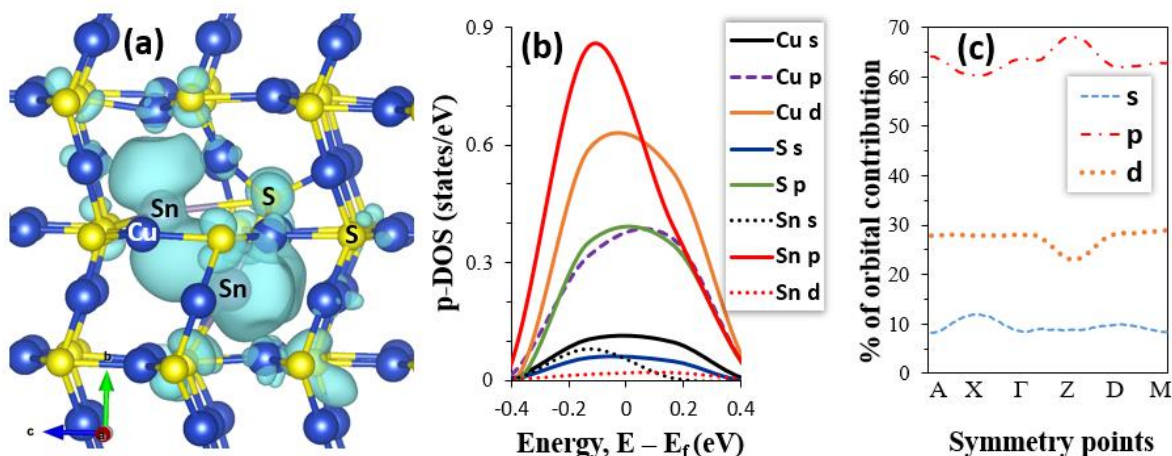 (a)
Sn
S
Cu
S
Sn
b
c
a
(b)
p-DOS (states/eV)
0.9
0.6
0.3
0
-0.4
-0.2
0
0.2
0.4
Energy, E – Ef (eV)
Cu s
Cu p
Cu d
S s
S p
Sn s
Sn p
Sn d
(c)
% of orbital contribution
70
60
50
40
30
20
10
0
A X Γ Z D M
Symmetry points
s
p
d